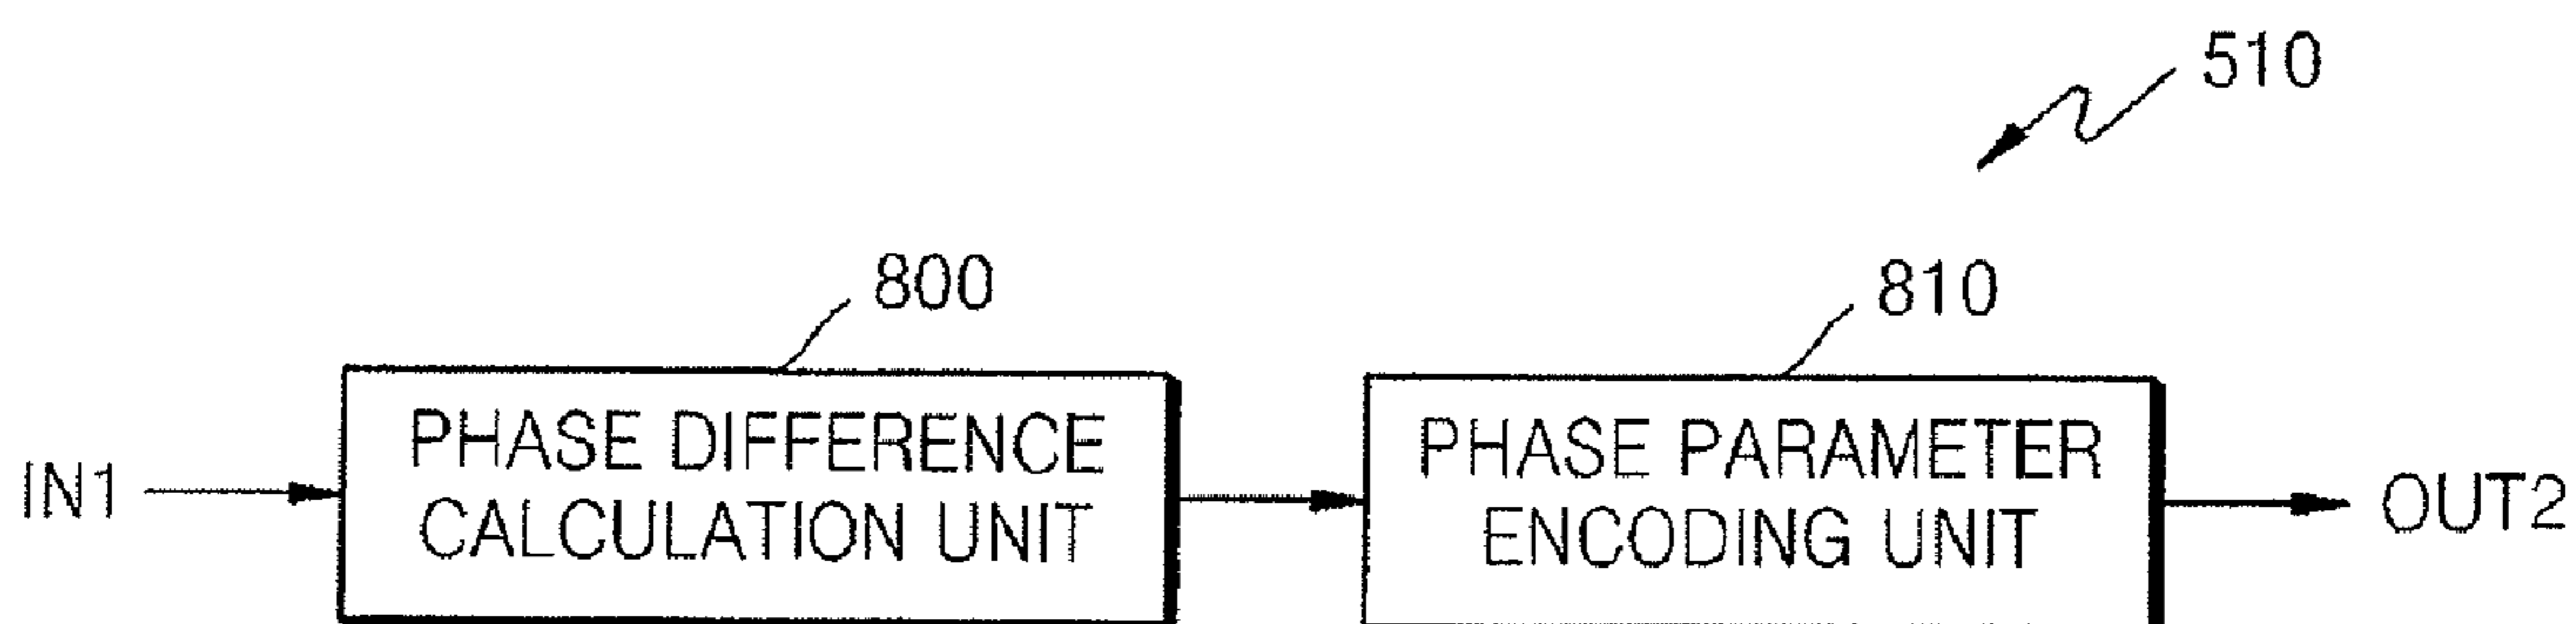 510
800
810
IN1
PHASE DIFFERENCE
CALCULATION UNIT
PHASE PARAMETER
ENCODING UNIT
OUT2